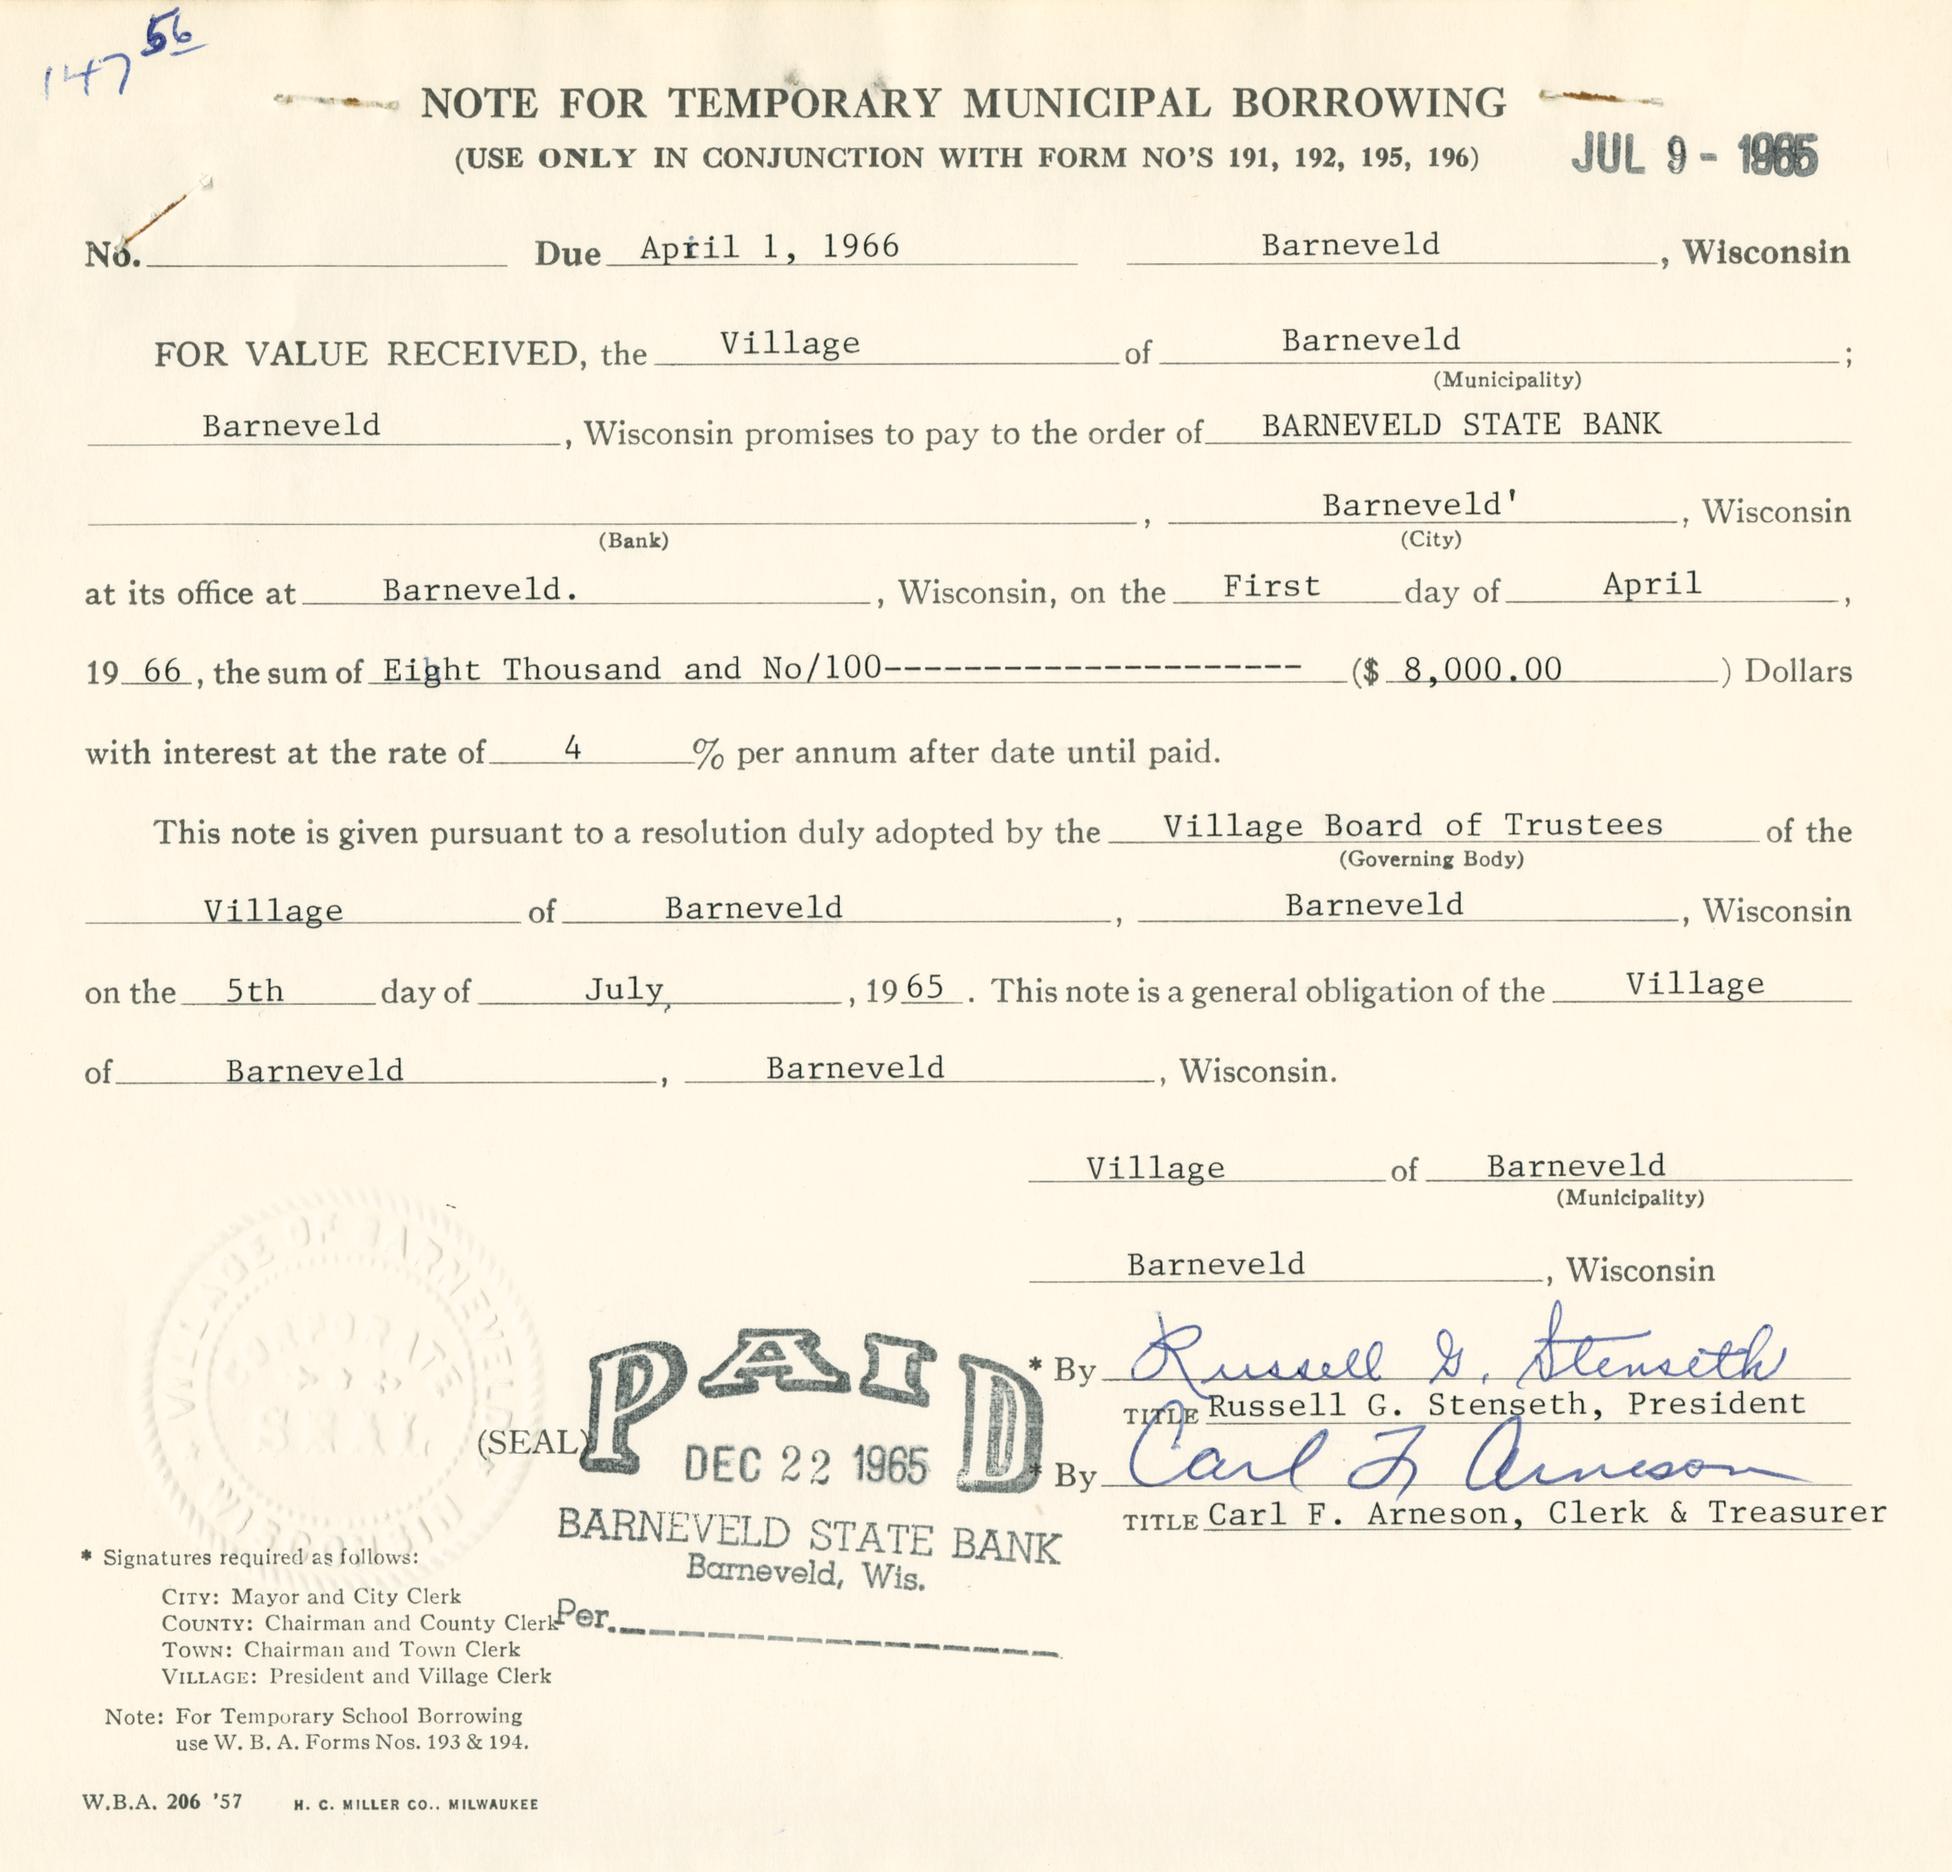 147 56
NOTE FOR TEMPORARY MUNICIPAL BORROWING
(USE ONLY IN CONJUNCTION WITH FORM NO'S 191, 192, 195, 196)
JUL 9 - 1965
No. Due April 1, 1966 Barneveld, Wisconsin
FOR VALUE RECEIVED, the Village of Barneveld ;
(Municipality)
Barneveld, Wisconsin promises to pay to the order of BARNEVELD STATE BANK
, Barneveld' , Wisconsin
(Bank) (City)
at its office at Barneveld. , Wisconsin, on the First day of April ,
19 66 , the sum of Eight Thousand and No/100--------------------- ($ 8,000.00 ) Dollars
with interest at the rate of 4 % per annum after date until paid.
This note is given pursuant to a resolution duly adopted by the Village Board of Trustees of the
(Governing Body)
Village of Barneveld , Barneveld , Wisconsin
on the 5th day of July, , 19 65 . This note is a general obligation of the Village
of Barneveld , Barneveld , Wisconsin.
Village of Barneveld
(Municipality)
Barneveld , Wisconsin
VILLAGE OF BARNEVELD
WISCONSIN
CORPORATE
SEAL
(SEAL)
PAID
DEC 22 1965
BARNEVELD STATE BANK
Barneveld, Wis.
Per.
* By Russell G. Stenseth
TITLE Russell G. Stenseth, President
* By Carl F Arneson
TITLE Carl F. Arneson, Clerk & Treasurer
* Signatures required as follows:
CITY: Mayor and City Clerk
COUNTY: Chairman and County Clerk
TOWN: Chairman and Town Clerk
VILLAGE: President and Village Clerk
Note: For Temporary School Borrowing
use W. B. A. Forms Nos. 193 & 194.
W.B.A. 206 '57 H. C. MILLER CO., MILWAUKEE